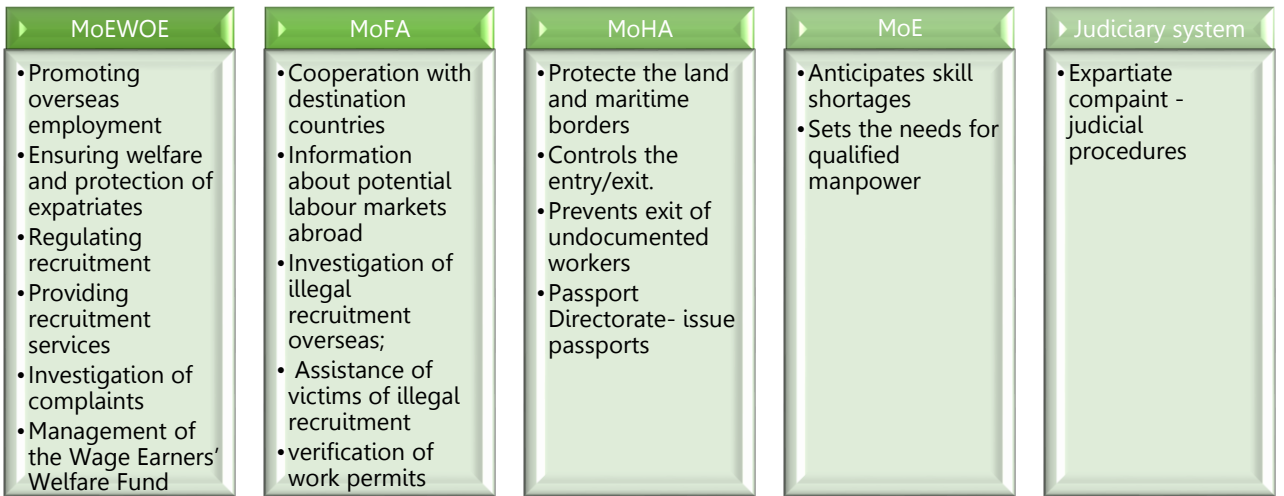 MoEWOE
•Promoting
overseas
employment
•Ensuring welfare
and protection of
expatriates
•Regulating
recruitment
•Providing
recruitment
services
•Investigation of
complaints
•Management of
the Wage Earners’
Welfare Fund
MoFA
•Cooperation with
destination
countries
•Information
about potential
labour markets
abroad
•Investigation of
illegal
recruitment
overseas;
• Assistance of
victims of illegal
recruitment
•verification of
work permits
MoHA
•Protecte the land
and maritime
borders
•Controls the
entry/exit.
•Prevents exit of
undocumented
workers
•Passport
Directorate- issue
passports
MoE
•Anticipates skill
shortages
•Sets the needs for
qualified
manpower
Judiciary system
•Expartiate
compaint -
judicial
procedures